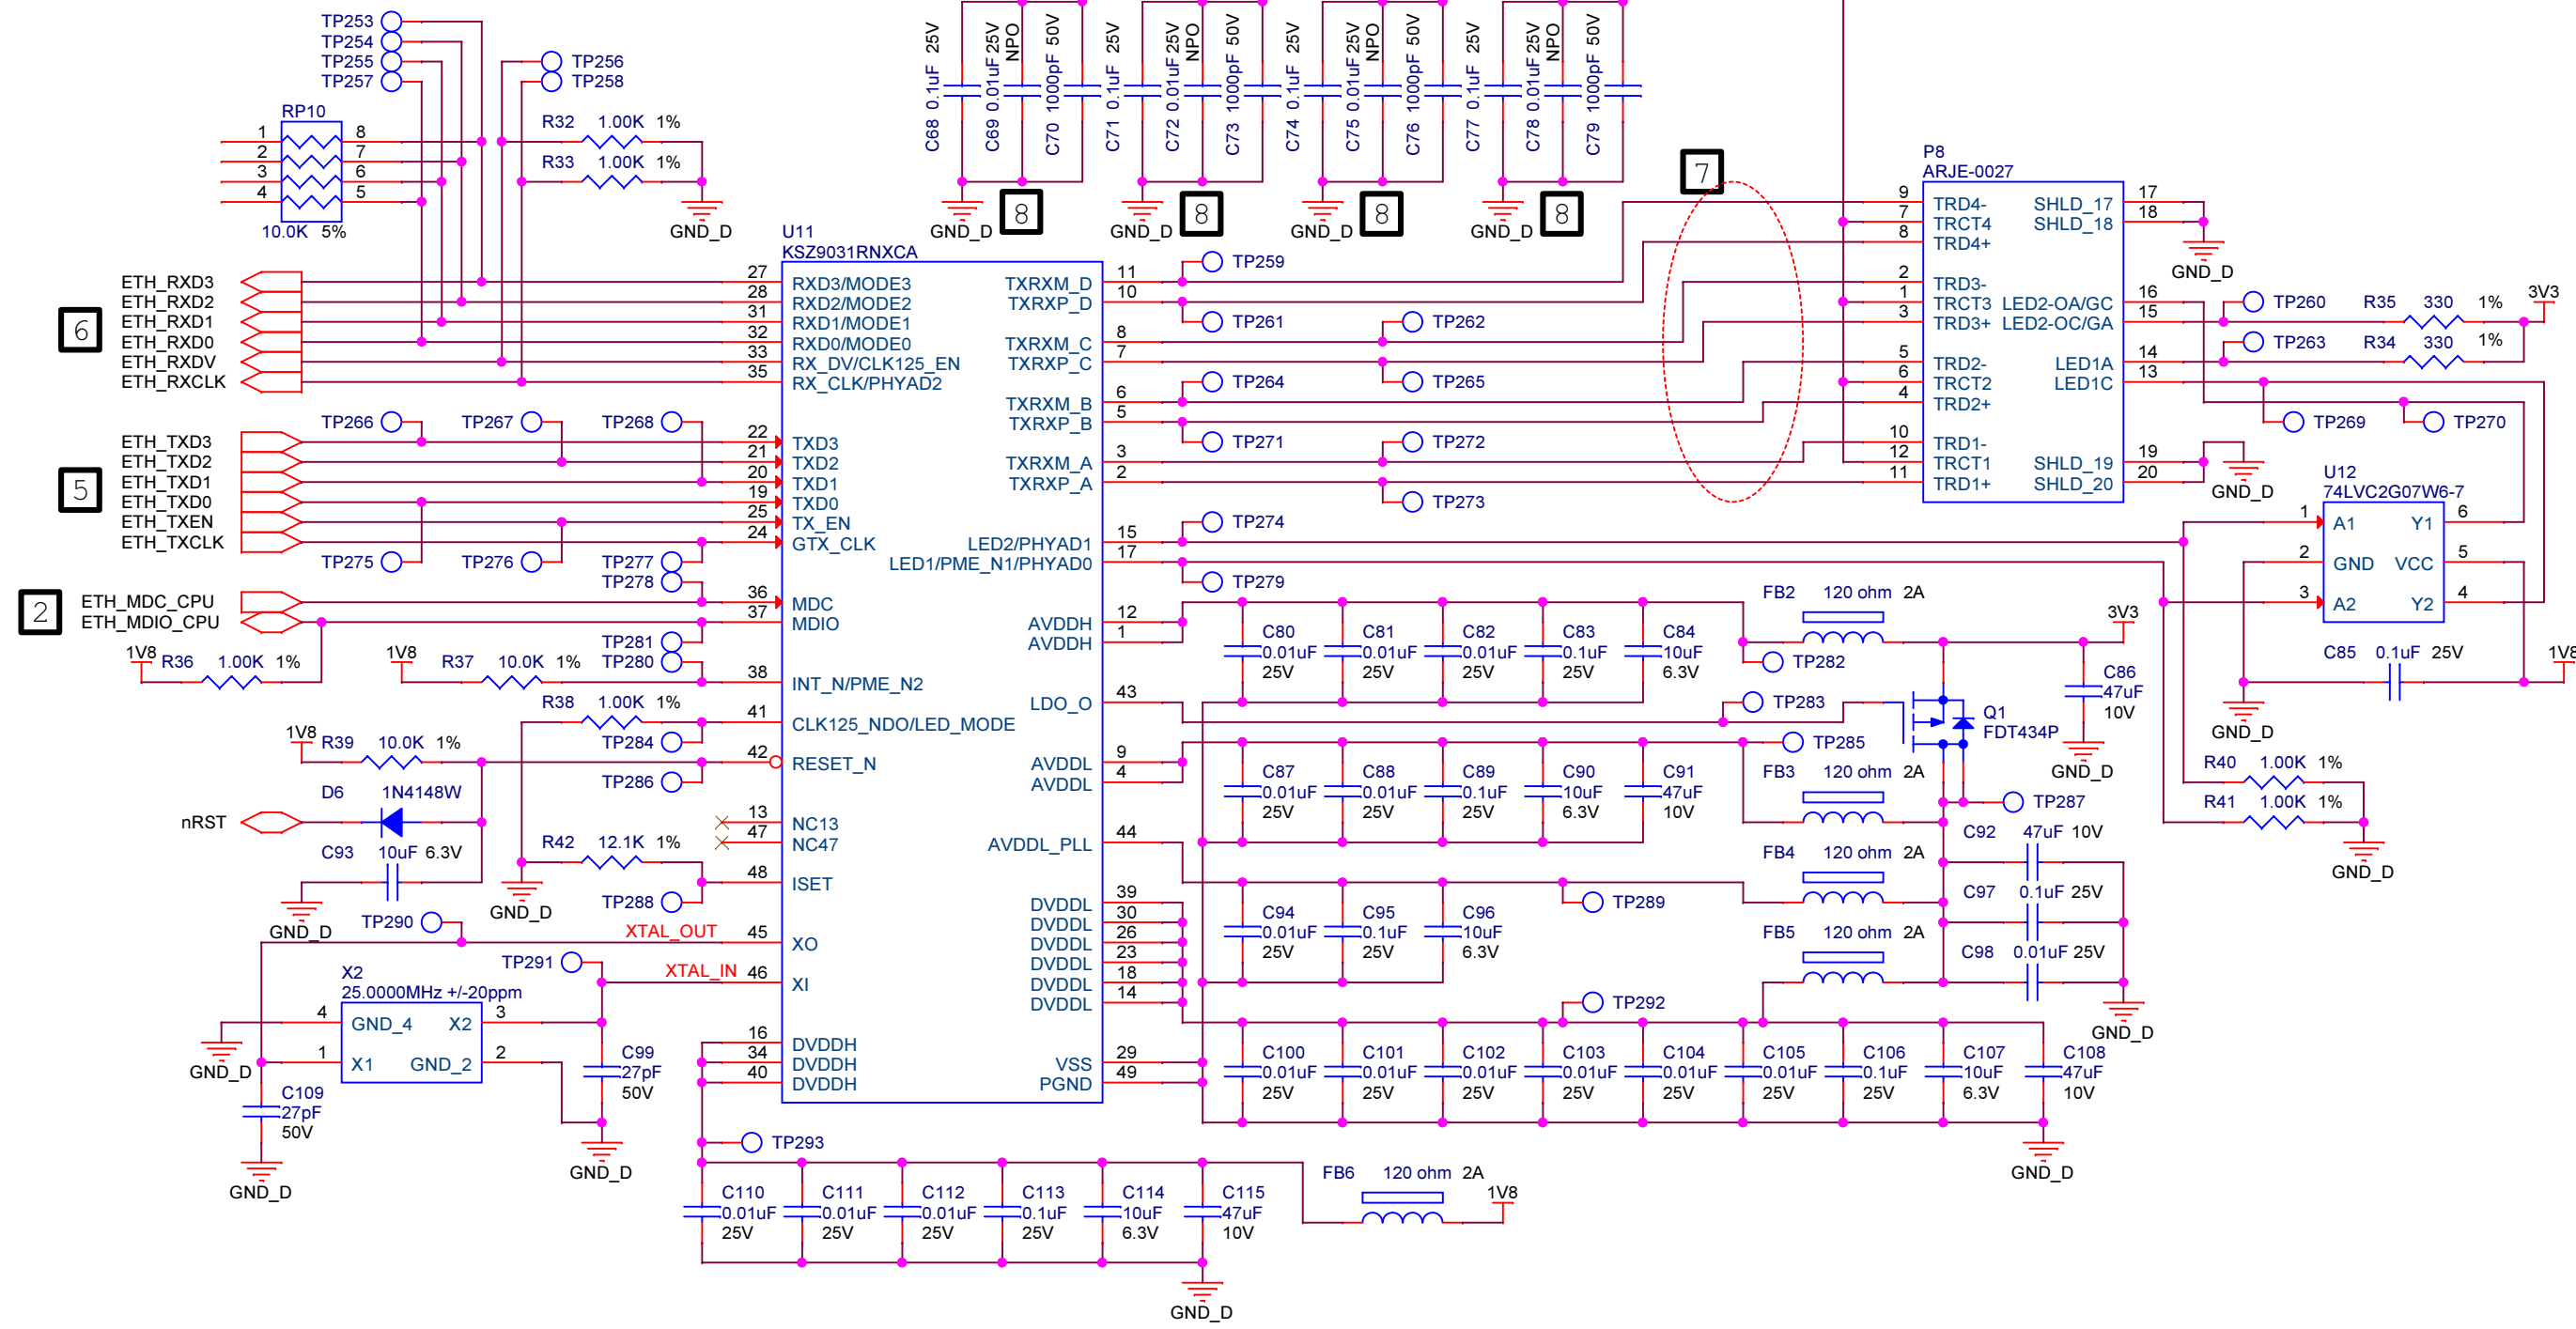 TP253
TP254
TP255
TP257
TP256
TP258
RP10
1
2
3
4
8
7
6
5
10.0K 5%
R32 1.00K 1%
R33 1.00K 1%
GND_D
C68 0.1uF 25V
C69 0.01uF 25V
NPO
C70 1000pF 50V
C71 0.1uF 25V
C72 0.01uF 25V
NPO
C73 1000pF 50V
C74 0.1uF 25V
C75 0.01uF 25V
NPO
C76 1000pF 50V
C77 0.1uF 25V
C78 0.01uF 25V
NPO
C79 1000pF 50V
GND_D
8
GND_D
8
GND_D
8
GND_D
8
7
P8
ARJE-0027
9 TRD4-
7 TRCT4
8 TRD4+
2 TRD3-
1 TRCT3
3 TRD3+
5 TRD2-
6 TRCT2
4 TRD2+
10 TRD1-
12 TRCT1
11 TRD1+
SHLD_17 17
SHLD_18 18
LED2-OA/GC 16
LED2-OC/GA 15
LED1A 14
LED1C 13
SHLD_19 19
SHLD_20 20
GND_D
TP260
R35 330 1%
3V3
TP263
R34 330 1%
TP269
TP270
GND_D
U12
74LVC2G07W6-7
1 A1
2 GND
3 A2
Y1 6
VCC 5
Y2 4
C85 0.1uF 25V
1V8
GND_D
R40 1.00K 1%
R41 1.00K 1%
GND_D
6
ETH_RXD3
ETH_RXD2
ETH_RXD1
ETH_RXD0
ETH_RXDV
ETH_RXCLK
5
ETH_TXD3
ETH_TXD2
ETH_TXD1
ETH_TXD0
ETH_TXEN
ETH_TXCLK
TP266
TP267
TP268
TP275
TP276
TP277
TP278
2
ETH_MDC_CPU
ETH_MDIO_CPU
TP281
TP280
1V8
R36 1.00K 1%
1V8
R37 10.0K 1%
R38 1.00K 1%
TP284
1V8
R39 10.0K 1%
TP286
D6 1N4148W
nRST
C93 10uF 6.3V
GND_D
R42 12.1K 1%
GND_D
TP288
TP290
XTAL_OUT
TP291
XTAL_IN
X2
25.0000MHz +/-20ppm
4 GND_4
1 X1
X2 3
GND_2 2
GND_D
C109
27pF
50V
GND_D
C99
27pF
50V
GND_D
U11
KSZ9031RNXCA
27 RXD3/MODE3
28 RXD2/MODE2
31 RXD1/MODE1
32 RXD0/MODE0
33 RX_DV/CLK125_EN
35 RX_CLK/PHYAD2
22 TXD3
21 TXD2
20 TXD1
19 TXD0
25 TX_EN
24 GTX_CLK
36 MDC
37 MDIO
38 INT_N/PME_N2
41 CLK125_NDO/LED_MODE
42 RESET_N
13 NC13
47 NC47
48 ISET
45 XO
46 XI
16 DVDDH
34 DVDDH
40 DVDDH
TXRXM_D 11
TXRXP_D 10
TXRXM_C 8
TXRXP_C 7
TXRXM_B 6
TXRXP_B 5
TXRXM_A 3
TXRXP_A 2
LED2/PHYAD1 15
LED1/PME_N1/PHYAD0 17
AVDDH 12
AVDDH 1
LDO_O 43
AVDDL 9
AVDDL 4
AVDDL_PLL 44
DVDDL 39
DVDDL 30
DVDDL 26
DVDDL 23
DVDDL 18
DVDDL 14
VSS 29
PGND 49
TP259
TP261
TP262
TP264
TP265
TP271
TP272
TP273
TP274
TP279
C80
0.01uF
25V
C81
0.01uF
25V
C82
0.01uF
25V
C83
0.1uF
25V
C84
10uF
6.3V
FB2 120 ohm 2A
TP282
3V3
C86
47uF
10V
GND_D
TP283
Q1
FDT434P
TP285
C87
0.01uF
25V
C88
0.01uF
25V
C89
0.1uF
25V
C90
10uF
6.3V
C91
47uF
10V
FB3 120 ohm 2A
TP287
C92 47uF 10V
FB4 120 ohm 2A
C97 0.1uF 25V
C94
0.01uF
25V
C95
0.1uF
25V
C96
10uF
6.3V
TP289
FB5 120 ohm 2A
C98 0.01uF 25V
GND_D
TP292
C100
0.01uF
25V
C101
0.01uF
25V
C102
0.01uF
25V
C103
0.01uF
25V
C104
0.01uF
25V
C105
0.01uF
25V
C106
0.1uF
25V
C107
10uF
6.3V
C108
47uF
10V
GND_D
TP293
C110
0.01uF
25V
C111
0.01uF
25V
C112
0.01uF
25V
C113
0.1uF
25V
C114
10uF
6.3V
C115
47uF
10V
FB6 120 ohm 2A
1V8
GND_D